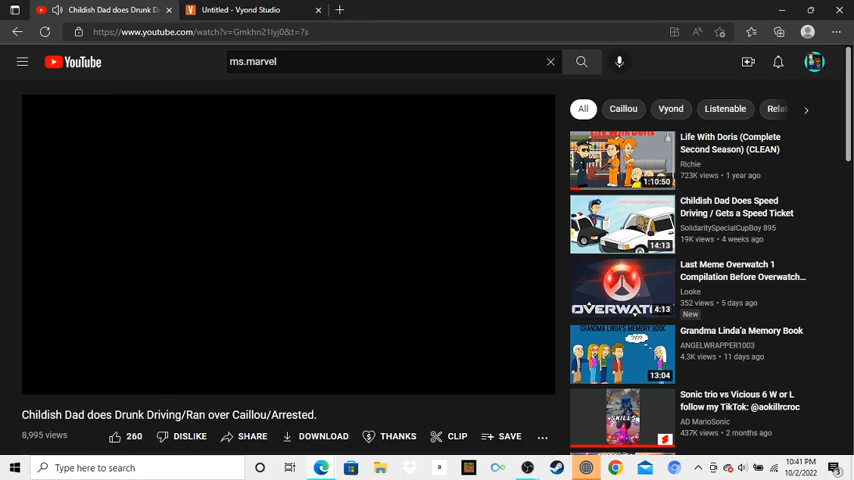 Childish Dad does Drunk D
Untitled - Vyond Studio
https://www.youtube.com/watch?v=Gmkhn21Iyj0&t=7s
YouTube
ms.marvel
All
Caillou
Vyond
Listenable
Relat
Life With Doris (Complete
Second Season) (CLEAN)
Richie
723K views • 1 year ago
1:10:50
Childish Dad Does Speed
Driving / Gets a Speed Ticket
SolidaritySpecialCupBoy 895
19K views • 4 weeks ago
14:13
Last Meme Overwatch 1
Compilation Before Overwatch...
Looke
352 views • 5 days ago
New
OVERWAT
4:13
Grandma Linda'a Memory Book
ANGELWRAPPER1003
4.3K views • 11 days ago
GRANDMA LINDA'S MEMORY BOOK
????
13:04
Sonic trio vs Vicious 6 W or L
follow my TikTok: @aokillrcroc
AD MarioSonic
437K views • 2 months ago
SKILLS
Childish Dad does Drunk Driving/Ran over Caillou/Arrested.
8,995 views
260
DISLIKE
SHARE
DOWNLOAD
THANKS
CLIP
SAVE
Type here to search
a
10:41 PM
10/2/2022
3